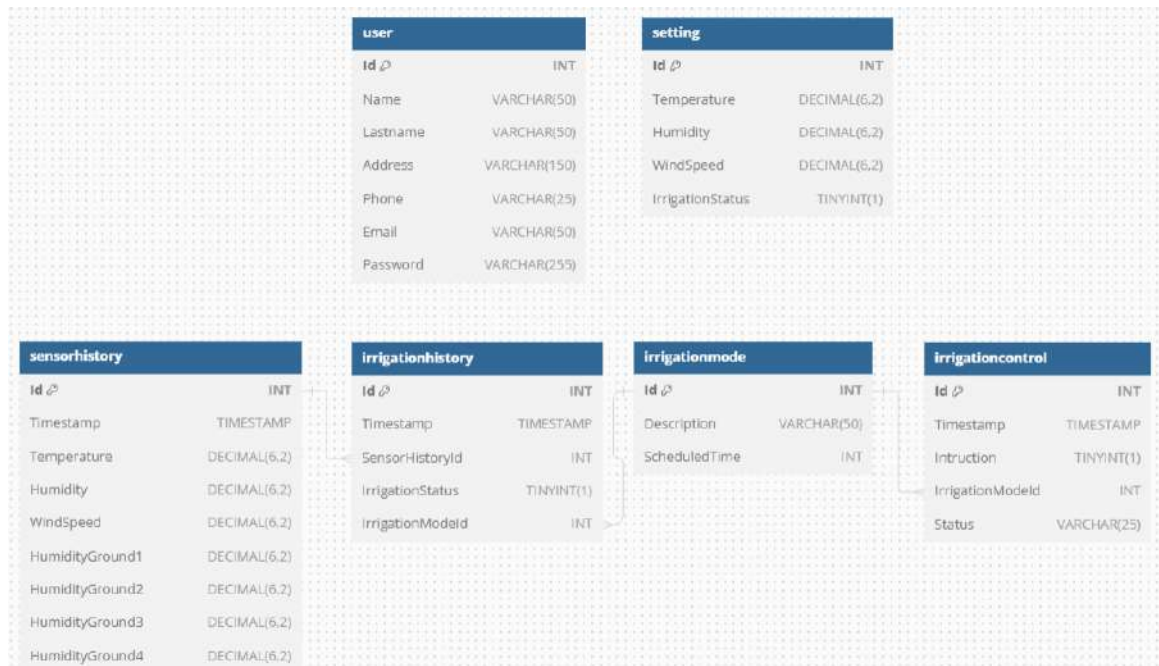 user
Id INT
Name VARCHAR(50)
Lastname VARCHAR(50)
Address VARCHAR(150)
Phone VARCHAR(25)
Email VARCHAR(50)
Password VARCHAR(255)
setting
Id INT
Temperature DECIMAL(6,2)
Humidity DECIMAL(6,2)
WindSpeed DECIMAL(6,2)
IrrigationStatus TINYINT(1)
sensorhistory
Id INT
Timestamp TIMESTAMP
Temperature DECIMAL(6,2)
Humidity DECIMAL(6,2)
WindSpeed DECIMAL(6,2)
HumidityGround1 DECIMAL(6,2)
HumidityGround2 DECIMAL(6,2)
HumidityGround3 DECIMAL(6,2)
HumidityGround4 DECIMAL(6,2)
irrigationhistory
Id INT
Timestamp TIMESTAMP
SensorHistoryId INT
IrrigationStatus TINYINT(1)
IrrigationModeId INT
irrigationmode
Id INT
Description VARCHAR(50)
ScheduledTime INT
irrigationcontrol
Id INT
Timestamp TIMESTAMP
Intruction TINYINT(1)
IrrigationModeId INT
Status VARCHAR(25)